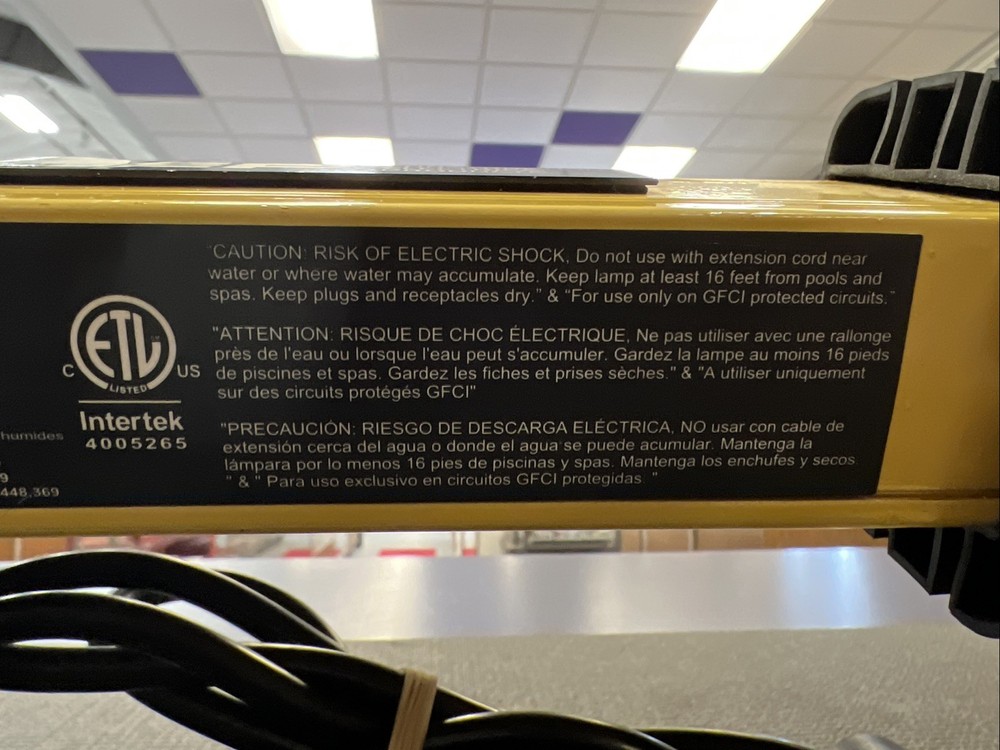 "CAUTION: RISK OF ELECTRIC SHOCK, Do not use with extension cord near
water or where water may accumulate. Keep lamp at least 16 feet from pools and
spas. Keep plugs and receptacles dry." & "For use only on GFCI protected circuits."
"ATTENTION: RISQUE DE CHOC ÉLECTRIQUE, Ne pas utiliser avec une rallonge
près de l'eau ou lorsque l'eau peut s'accumuler. Gardez la lampe au moins 16 pieds
de piscines et spas. Gardez les fiches et prises sèches." & "A utiliser uniquement
sur des circuits protégés GFCI"
"PRECAUCIÓN: RIESGO DE DESCARGA ELÉCTRICA, NO usar con cable de
extensión cerca del agua o donde el agua se puede acumular. Mantenga la
lámpara por lo menos 16 pies de piscinas y spas. Mantenga los enchufes y secos.
" & " Para uso exclusivo en circuitos GFCI protegidas. "
ETL
C US
LISTED
Intertek
4005265
humides
9
448,369